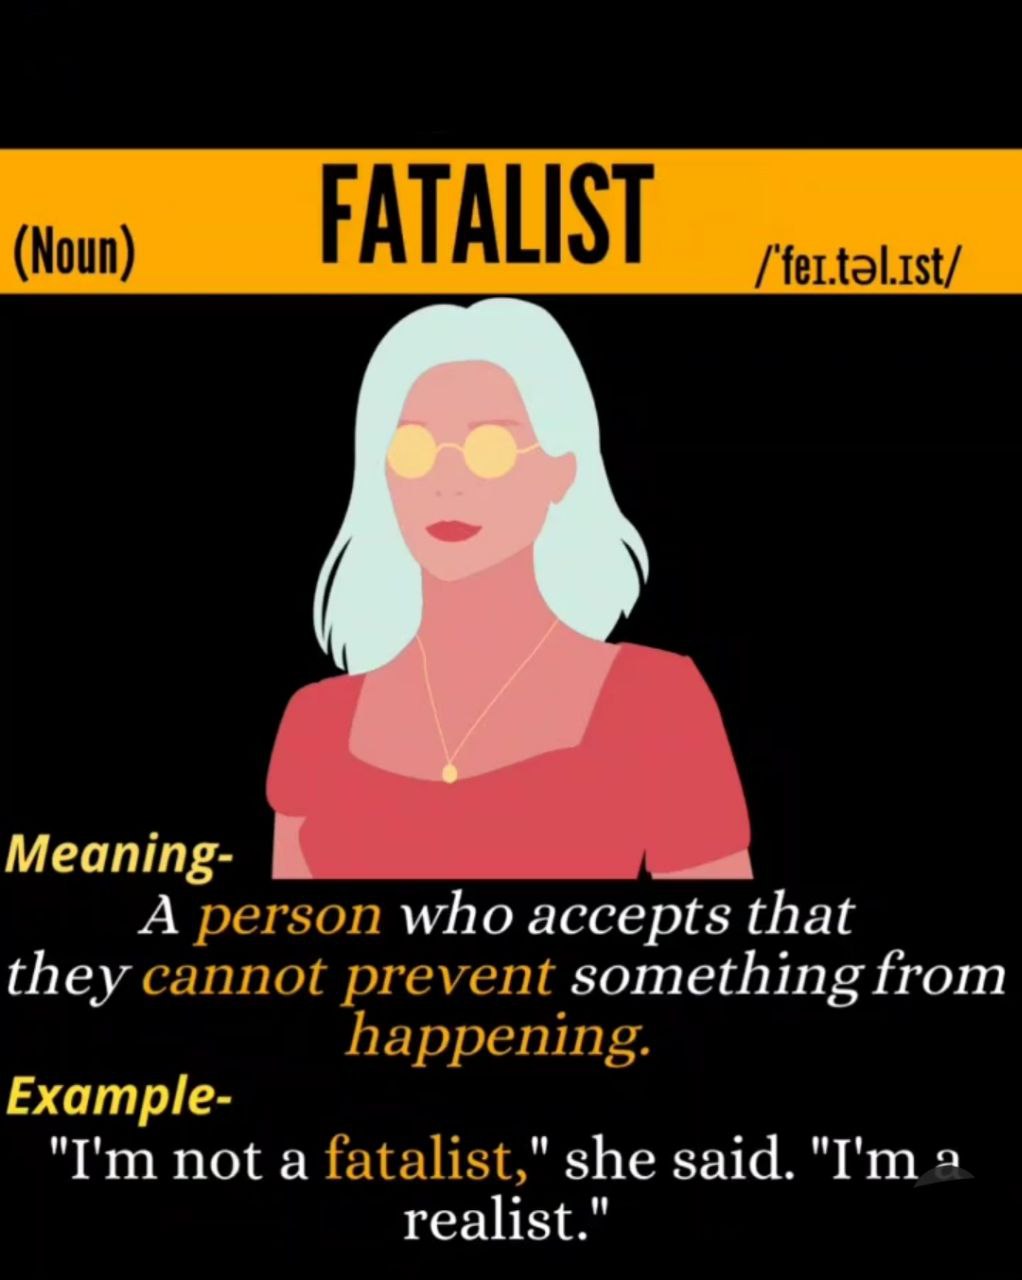 FATALIST
(Noun)
/ˈfeɪ.təl.ɪst/
Meaning-
A person who accepts that
they cannot prevent something from
happening.
Example-
"I'm not a fatalist," she said. "I'm a
realist."